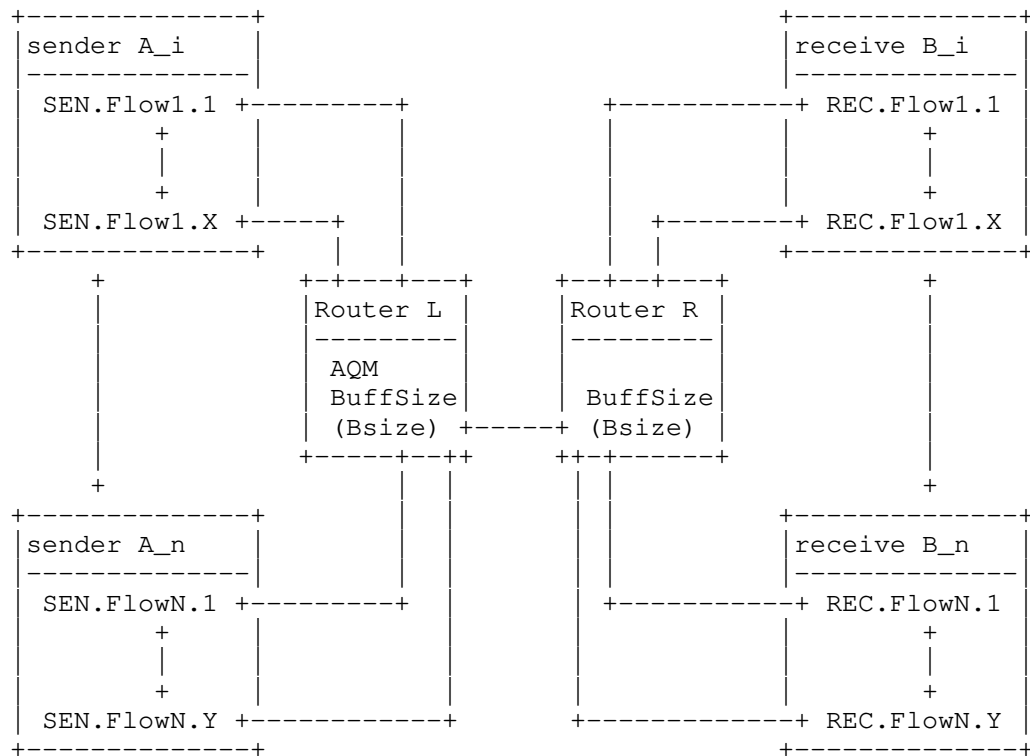 sender A_i
receive B_i
SEN.Flow1.1
REC.Flow1.1
SEN.Flow1.X
REC.Flow1.X
Router L
Router R
AQM
BuffSize
BuffSize
(Bsize)
(Bsize)
sender A_n
receive B_n
SEN.FlowN.1
REC.FlowN.1
SEN.FlowN.Y
REC.FlowN.Y